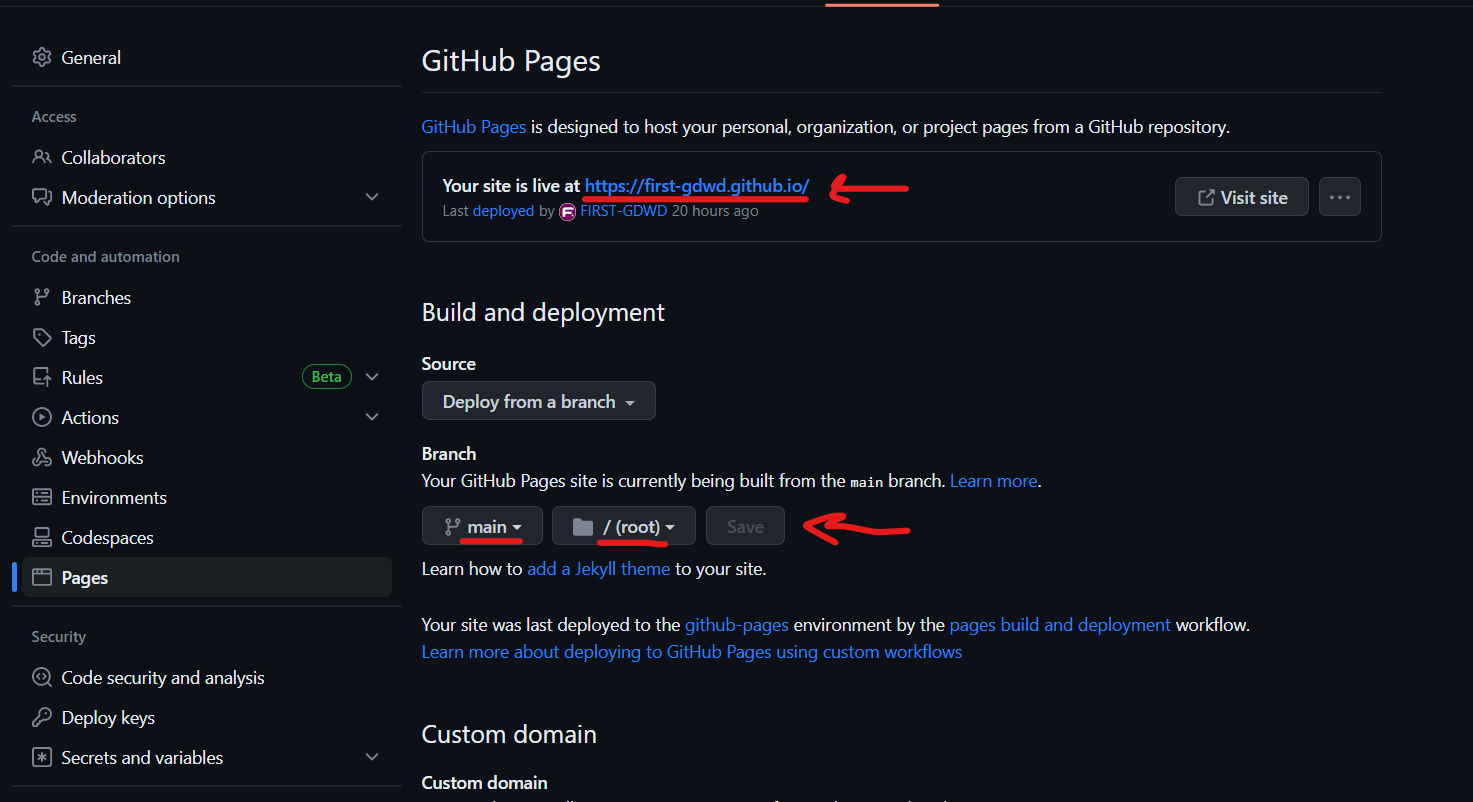 General
Access
Collaborators
Moderation options
Code and automation
Branches
Tags
Rules Beta
Actions
Webhooks
Environments
Codespaces
Pages
Security
Code security and analysis
Deploy keys
Secrets and variables
GitHub Pages
GitHub Pages is designed to host your personal, organization, or project pages from a GitHub repository.
Your site is live at https://first-gdwd.github.io/
Last deployed by F FIRST-GDWD 20 hours ago
Visit site
Build and deployment
Source
Deploy from a branch
Branch
Your GitHub Pages site is currently being built from the main branch. Learn more.
main / (root) Save
Learn how to add a Jekyll theme to your site.
Your site was last deployed to the github-pages environment by the pages build and deployment workflow.
Learn more about deploying to GitHub Pages using custom workflows
Custom domain
Custom domain